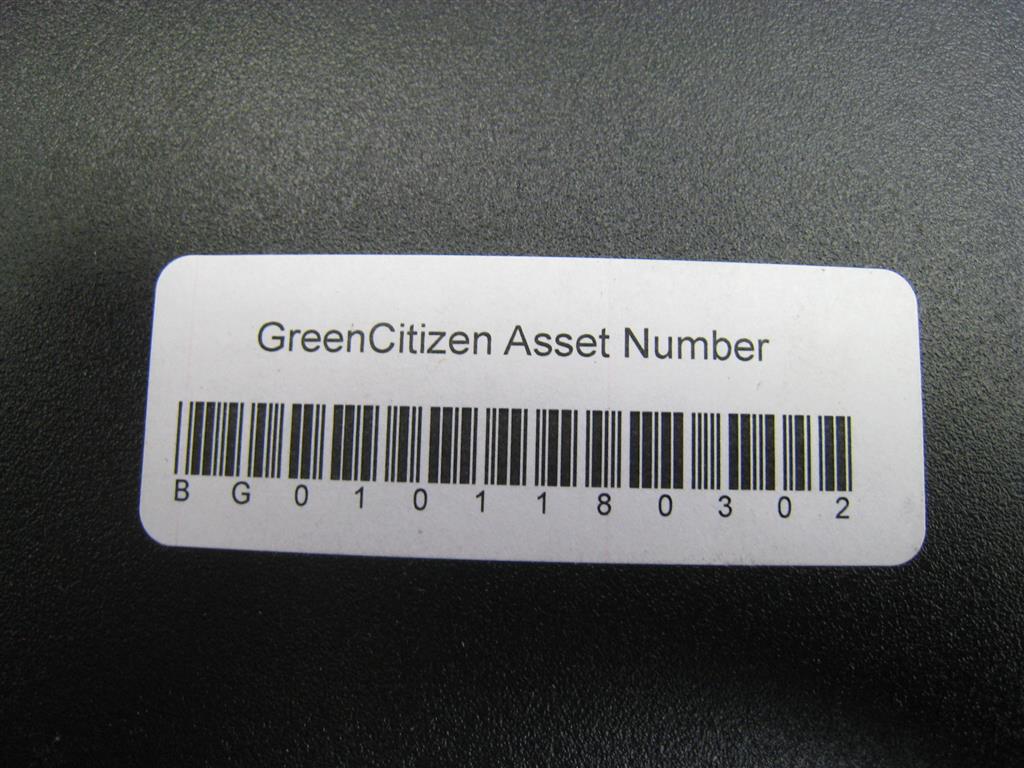 GreenCitizen Asset Number
B G 0 1 0 1 1 8 0 3 0 2